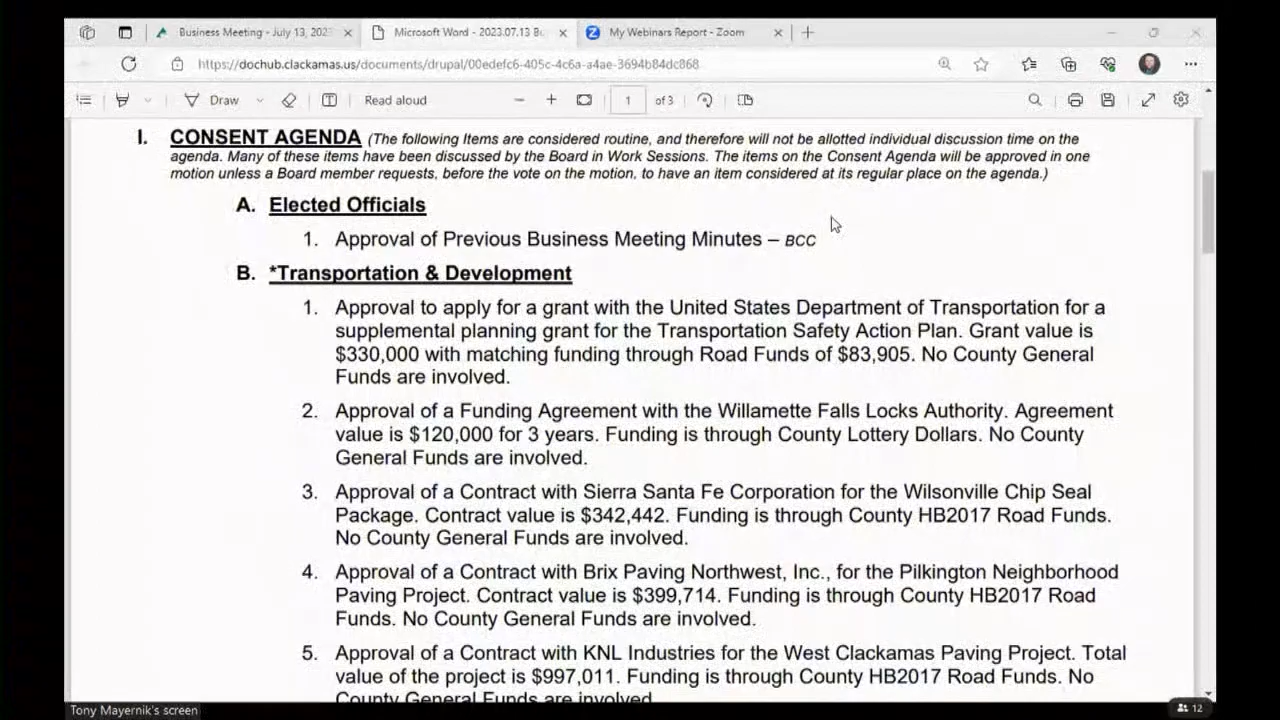 Business Meeting - July 13, 202
Microsoft Word - 2023.07.13 Bu
My Webinars Report - Zoom
https://dochub.clackamas.us/documents/drupal/00edefc6-405c-4c6a-a4ae-3694b84dc868
Draw
Read aloud
1 of 3
I. CONSENT AGENDA (The following Items are considered routine, and therefore will not be allotted individual discussion time on the
agenda. Many of these items have been discussed by the Board in Work Sessions. The items on the Consent Agenda will be approved in one
motion unless a Board member requests, before the vote on the motion, to have an item considered at its regular place on the agenda.)
A. Elected Officials
1. Approval of Previous Business Meeting Minutes – BCC
B. *Transportation & Development
1. Approval to apply for a grant with the United States Department of Transportation for a
supplemental planning grant for the Transportation Safety Action Plan. Grant value is
$330,000 with matching funding through Road Funds of $83,905. No County General
Funds are involved.
2. Approval of a Funding Agreement with the Willamette Falls Locks Authority. Agreement
value is $120,000 for 3 years. Funding is through County Lottery Dollars. No County
General Funds are involved.
3. Approval of a Contract with Sierra Santa Fe Corporation for the Wilsonville Chip Seal
Package. Contract value is $342,442. Funding is through County HB2017 Road Funds.
No County General Funds are involved.
4. Approval of a Contract with Brix Paving Northwest, Inc., for the Pilkington Neighborhood
Paving Project. Contract value is $399,714. Funding is through County HB2017 Road
Funds. No County General Funds are involved.
5. Approval of a Contract with KNL Industries for the West Clackamas Paving Project. Total
value of the project is $997,011. Funding is through County HB2017 Road Funds. No
County General Funds are involved.
Tony Mayernik's screen
12